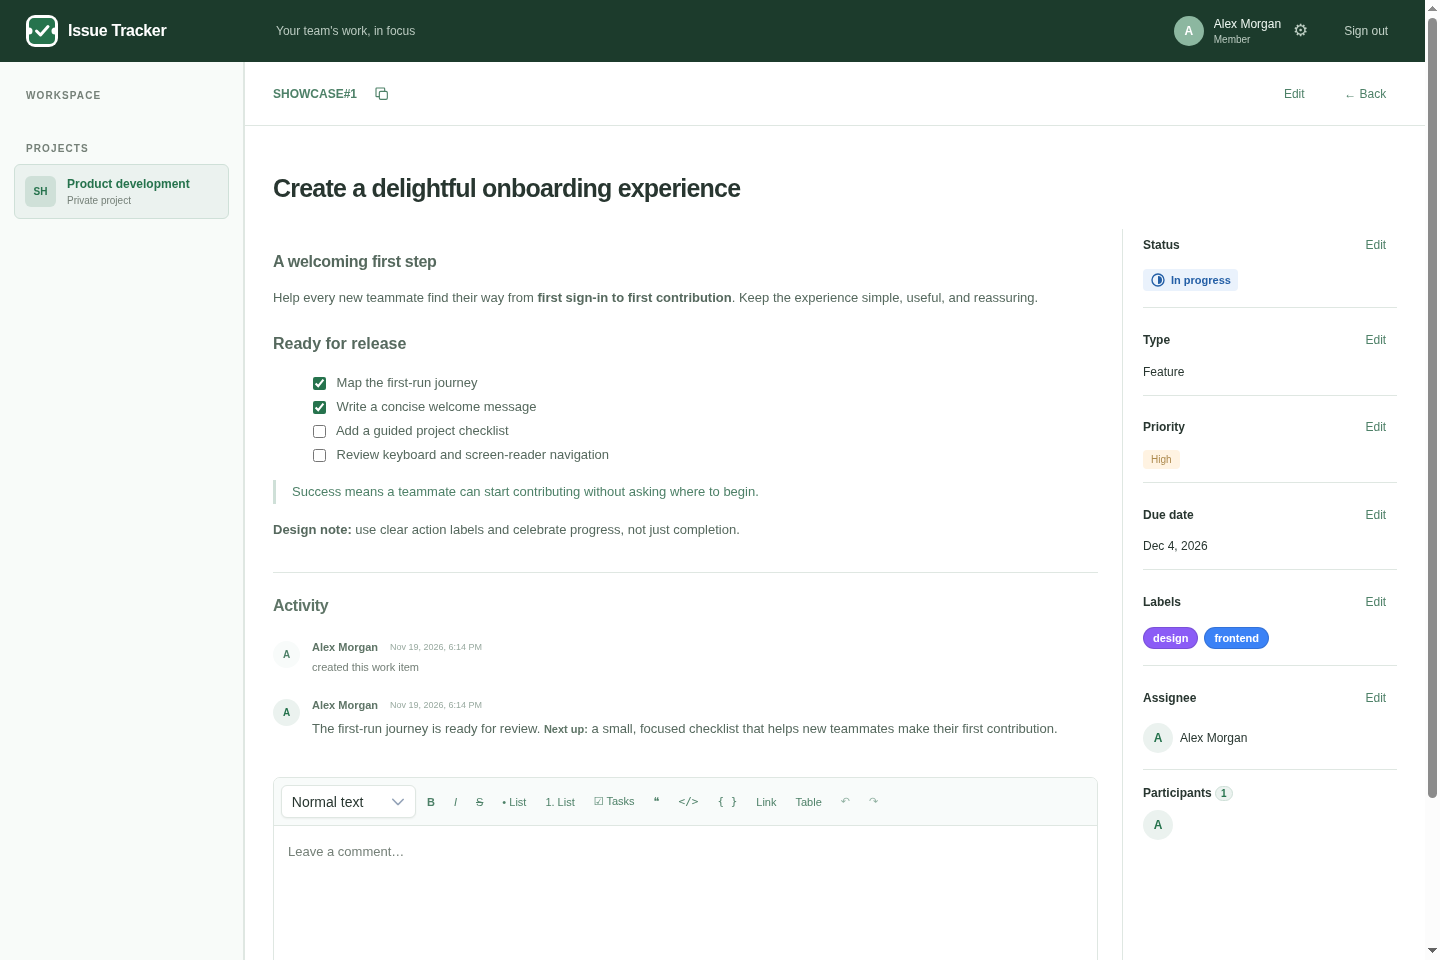 Issue Tracker
Your team's work, in focus
A
Alex Morgan
Member
Sign out
WORKSPACE
PROJECTS
SH
Product development
Private project
SHOWCASE#1
Edit
← Back
Create a delightful onboarding experience
A welcoming first step
Help every new teammate find their way from first sign-in to first contribution. Keep the experience simple, useful, and reassuring.
Ready for release
Map the first-run journey
Write a concise welcome message
Add a guided project checklist
Review keyboard and screen-reader navigation
Success means a teammate can start contributing without asking where to begin.
Design note: use clear action labels and celebrate progress, not just completion.
Activity
A
Alex Morgan Nov 19, 2026, 6:14 PM
created this work item
A
Alex Morgan Nov 19, 2026, 6:14 PM
The first-run journey is ready for review. Next up: a small, focused checklist that helps new teammates make their first contribution.
Normal text
B I S • List 1. List ☑ Tasks ❝ </> { } Link Table ↶ ↷
Leave a comment…
Status Edit
In progress
Type Edit
Feature
Priority Edit
High
Due date Edit
Dec 4, 2026
Labels Edit
design frontend
Assignee Edit
A Alex Morgan
Participants 1
A